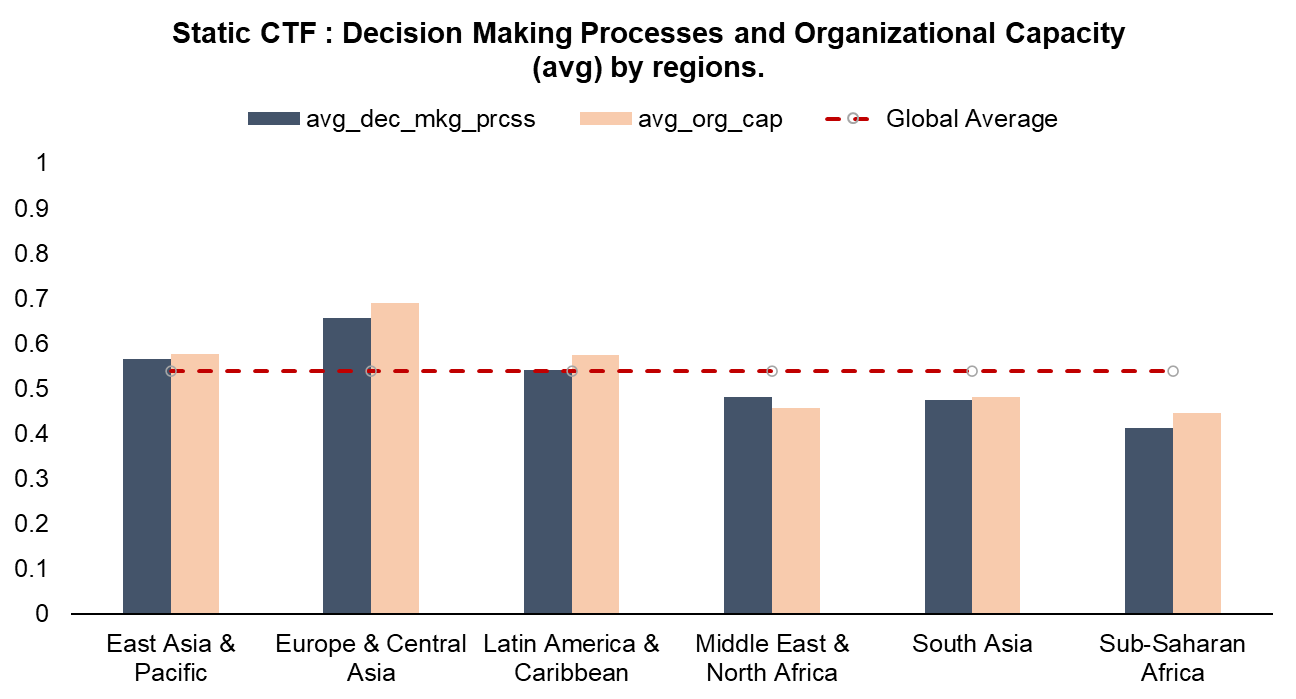 Static CTF : Decision Making Processes and Organizational Capacity
(avg) by regions.
avg_dec_mkg_prcss avg_org_cap Global Average
1
0.9
0.8
0.7
0.6
0.5
0.4
0.3
0.2
0.1
0
East Asia &
Pacific
Europe & Central
Asia
Latin America &
Caribbean
Middle East &
North Africa
South Asia
Sub-Saharan
Africa